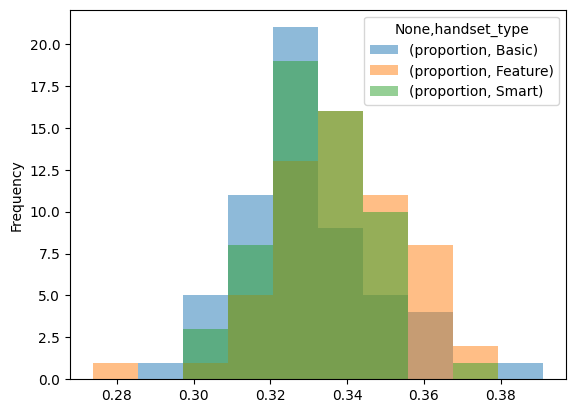 None,handset_type
(proportion, Basic)
(proportion, Feature)
(proportion, Smart)
Frequency
20.0
17.5
15.0
12.5
10.0
7.5
5.0
2.5
0.0
0.28 0.30 0.32 0.34 0.36 0.38